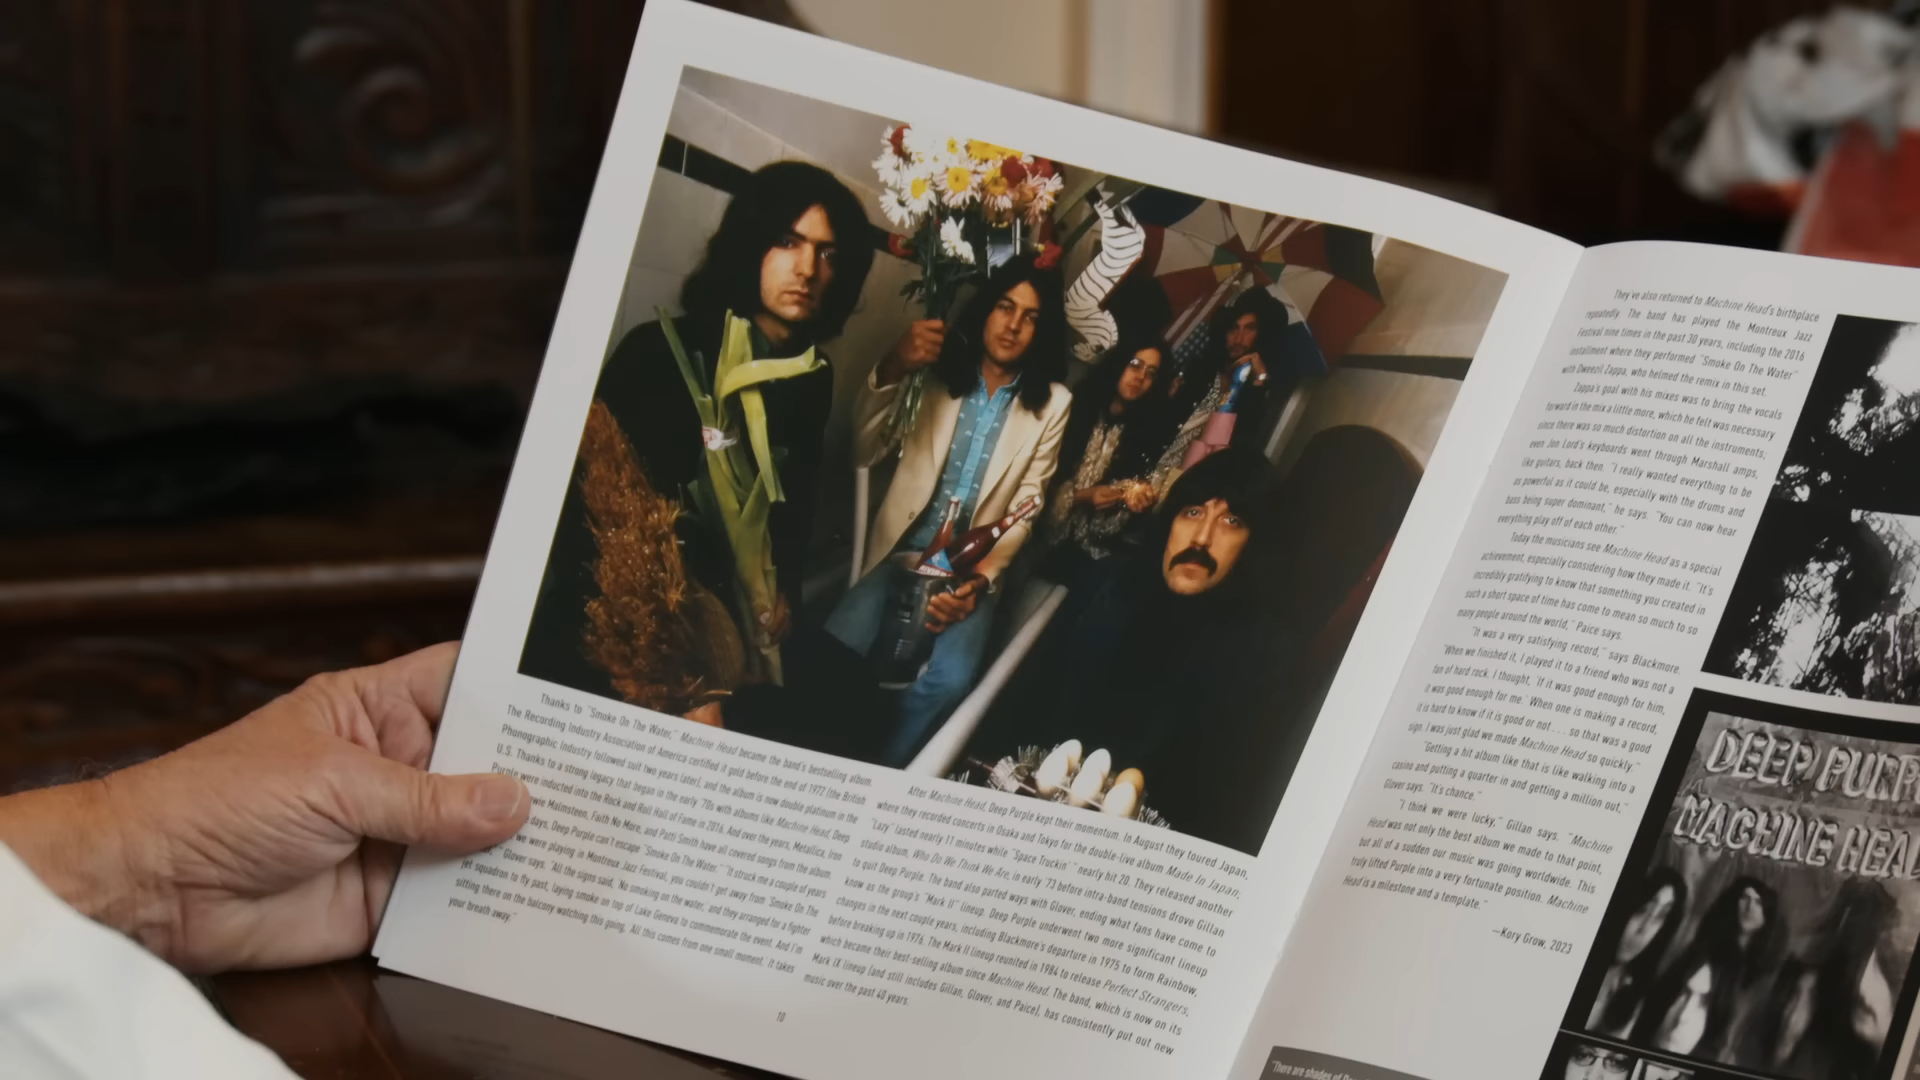 Thanks to "Smoke On The Water," Machine Head became the band's bestselling album.
The Recording Industry Association of America certified it gold before the end of 1972 (the British
Phonographic Industry followed suit two years later), and the album is now double platinum in the
U.S. Thanks to a strong legacy that began in the early '70s with albums like Machine Head, Deep
Purple were inducted into the Rock and Roll Hall of Fame in 2016. And over the years, Metallica, Iron
Malmsteen, Faith No More, and Patti Smith have all covered songs from the album.
days, Deep Purple can't escape "Smoke On The Water." "It struck me a couple of years
we were playing in Montreux Jazz Festival, you couldn't get away from 'Smoke On The
Glover says. "All the signs said, 'No smoking on the water,' and they arranged for a fighter
jet squadron to fly past, laying smoke on top of Lake Geneva to commemorate the event. And I'm
sitting there on the balcony watching this going, 'All this comes from one small moment.' It takes
your breath away."
After Machine Head, Deep Purple kept their momentum. In August they toured Japan,
where they recorded concerts in Osaka and Tokyo for the double-live album Made In Japan;
"Lazy" lasted nearly 11 minutes while "Space Truckin'" nearly hit 20. They released another
studio album, Who Do We Think We Are, in early '73 before intra-band tensions drove Gillan
to quit Deep Purple. The band also parted ways with Glover, ending what fans have come to
know as the group's "Mark II" lineup. Deep Purple underwent two more significant lineup
changes in the next couple years, including Blackmore's departure in 1975 to form Rainbow,
before breaking up in 1976. The Mark II lineup reunited in 1984 to release Perfect Strangers,
which became their best-selling album since Machine Head. The band, which is now on its
Mark IX lineup (and still includes Gillan, Glover, and Paice), has consistently put out new
music over the past 40 years.
10
They've also returned to Machine Head's birthplace
repeatedly. The band has played the Montreux Jazz
Festival nine times in the past 30 years, including the 2016
installment where they performed "Smoke On The Water"
with Dweezil Zappa, who helmed the remix in this set.
Zappa's goal with his mixes was to bring the vocals
forward in the mix a little more, which he felt was necessary
since there was so much distortion on all the instruments;
even Jon Lord's keyboards went through Marshall amps,
like guitars, back then. "I really wanted everything to be
as powerful as it could be, especially with the drums and
bass being super dominant," he says. "You can now hear
everything play off of each other."
Today the musicians see Machine Head as a special
achievement, especially considering how they made it. "It's
incredibly gratifying to know that something you created in
such a short space of time has come to mean so much to so
many people around the world," Paice says.
"It was a very satisfying record," says Blackmore.
"When we finished it, I played it to a friend who was not a
fan of hard rock. I thought, 'If it was good enough for him,
it was good enough for me.' When one is making a record,
it is hard to know if it is good or not . . . so that was a good
sign. I was just glad we made Machine Head so quickly."
"Getting a hit album like that is like walking into a
casino and putting a quarter in and getting a million out,"
Glover says. "It's chance."
"I think we were lucky," Gillan says. "Machine
Head was not only the best album we made to that point,
but all of a sudden our music was going worldwide. This
truly lifted Purple into a very fortunate position. Machine
Head is a milestone and a template."
—Kory Grow, 2023
DEEP PURP
MACHINE HEA
"There are shades of